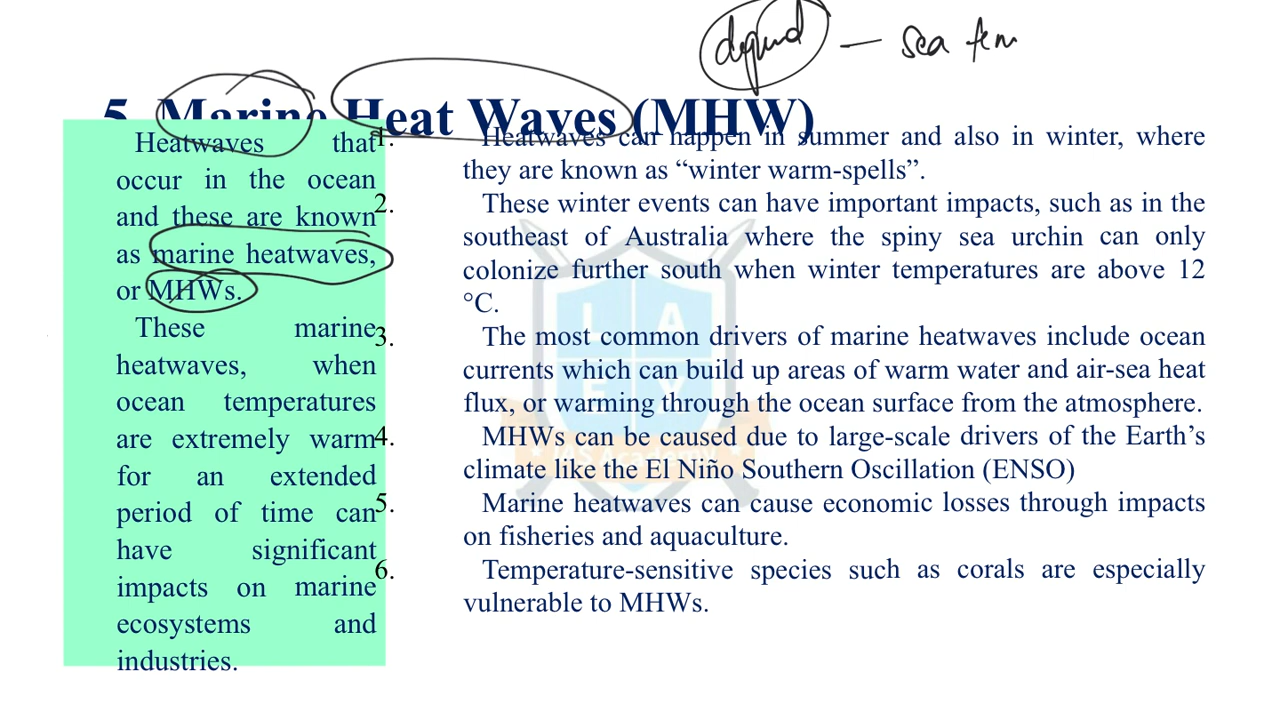 depend — sea tem
5. Marine Heat Waves (MHW)
Heatwaves that
occur in the ocean
and these are known
as marine heatwaves,
or MHWs.
These marine
heatwaves, when
ocean temperatures
are extremely warm
for an extended
period of time can
have significant
impacts on marine
ecosystems and
industries.
1. Heatwaves can happen in summer and also in winter, where
they are known as “winter warm-spells”.
2. These winter events can have important impacts, such as in the
southeast of Australia where the spiny sea urchin can only
colonize further south when winter temperatures are above 12
°C.
3. The most common drivers of marine heatwaves include ocean
currents which can build up areas of warm water and air-sea heat
flux, or warming through the ocean surface from the atmosphere.
4. MHWs can be caused due to large-scale drivers of the Earth’s
climate like the El Niño Southern Oscillation (ENSO)
5. Marine heatwaves can cause economic losses through impacts
on fisheries and aquaculture.
6. Temperature-sensitive species such as corals are especially
vulnerable to MHWs.
L A
E A
IAS Academy